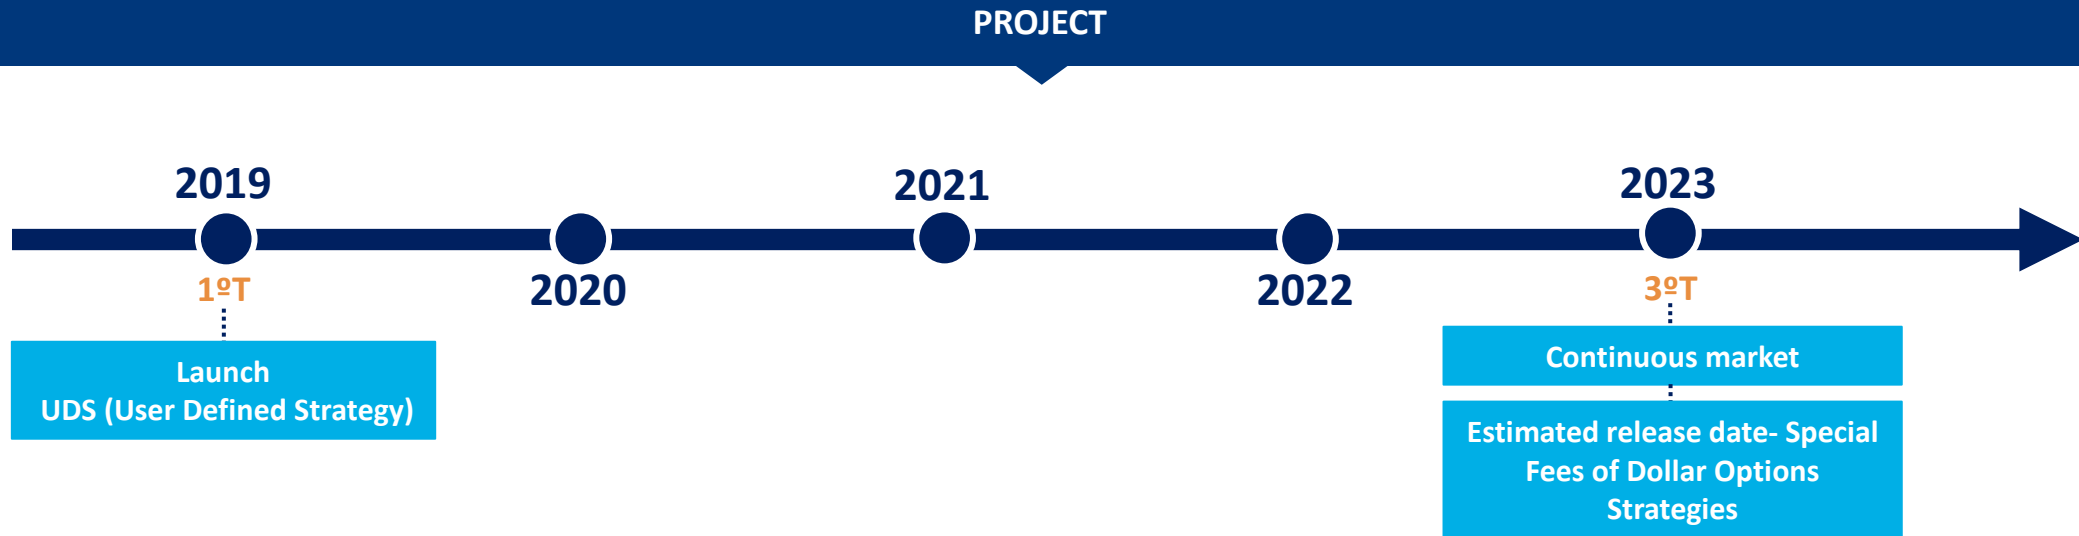 PROJECT
2019
2021
2023
1ºT
2020
2022
3ºT
Launch
UDS (User Defined Strategy)
Continuous market
Estimated release date- Special
Fees of Dollar Options
Strategies